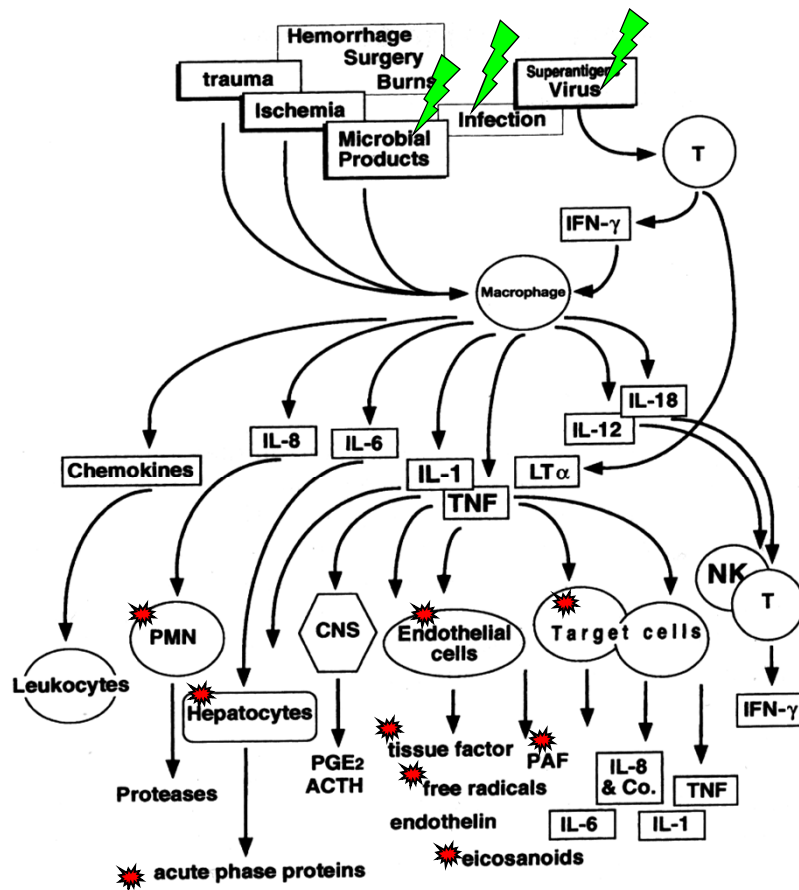 Hemorrhage
Surgery
Burns
trauma
Ischemia
Microbial
Products
Infection
Superantigens
Virus
T
IFN-γ
Macrophage
IL-18
IL-12
IL-8
IL-6
Chemokines
IL-1
TNF
LTα
NK
T
PMN
CNS
Endothelial
cells
Target cells
Leukocytes
Hepatocytes
IFN-γ
tissue factor
PAF
PGE2
ACTH
free radicals
IL-8
& Co.
TNF
Proteases
endothelin
IL-6
IL-1
eicosanoids
acute phase proteins